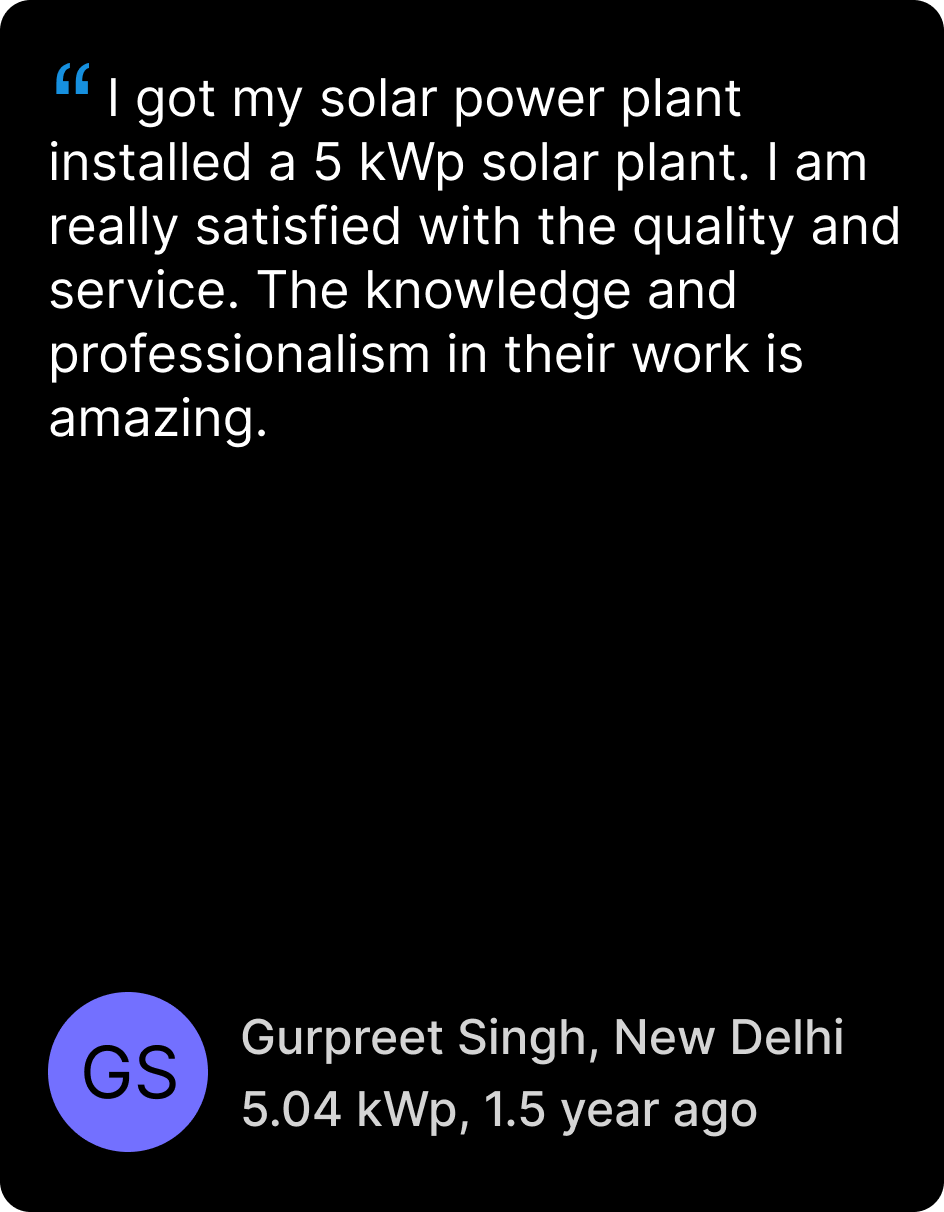 “ I got my solar power plant
installed a 5 kWp solar plant. I am
really satisfied with the quality and
service. The knowledge and
professionalism in their work is
amazing.
GS
Gurpreet Singh, New Delhi
5.04 kWp, 1.5 year ago